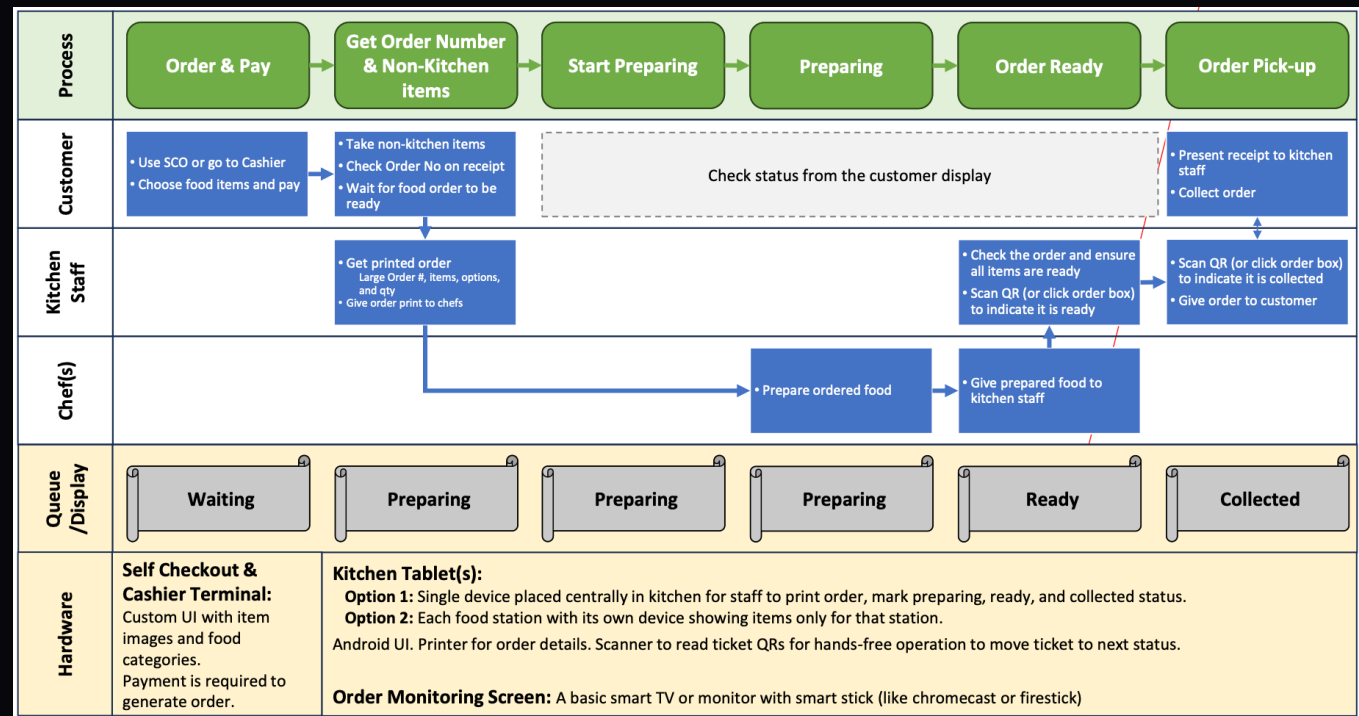 Process
Order & Pay
Get Order Number
& Non-Kitchen
items
Start Preparing
Preparing
Order Ready
Order Pick-up
Customer
• Use SCO or go to Cashier
• Choose food items and pay
• Take non-kitchen items
• Check Order No on receipt
• Wait for food order to be
ready
Check status from the customer display
• Present receipt to kitchen
staff
• Collect order
Kitchen
Staff
• Get printed order
Large Order #, items, options,
and qty
• Give order print to chefs
• Check the order and ensure
all items are ready
• Scan QR (or click order box)
to indicate it is ready
• Scan QR (or click order box)
to indicate it is collected
• Give order to customer
Chef(s)
• Prepare ordered food
• Give prepared food to
kitchen staff
Queue
/Display
Waiting
Preparing
Preparing
Preparing
Ready
Collected
Hardware
Self Checkout &
Cashier Terminal:
Custom UI with item
images and food
categories.
Payment is required to
generate order.
Kitchen Tablet(s):
Option 1: Single device placed centrally in kitchen for staff to print order, mark preparing, ready, and collected status.
Option 2: Each food station with its own device showing items only for that station.
Android UI. Printer for order details. Scanner to read ticket QRs for hands-free operation to move ticket to next status.
Order Monitoring Screen: A basic smart TV or monitor with smart stick (like chromecast or firestick)